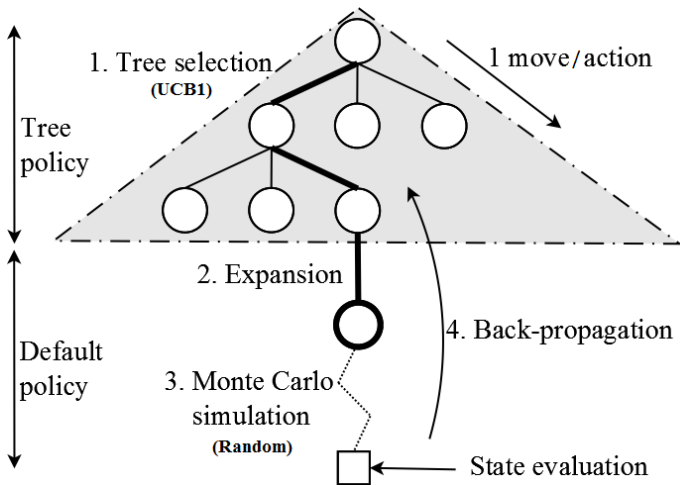 1. Tree selection
(UCB1)
1 move/action
Tree
policy
2. Expansion
Default
policy
3. Monte Carlo
simulation
(Random)
4. Back-propagation
State evaluation